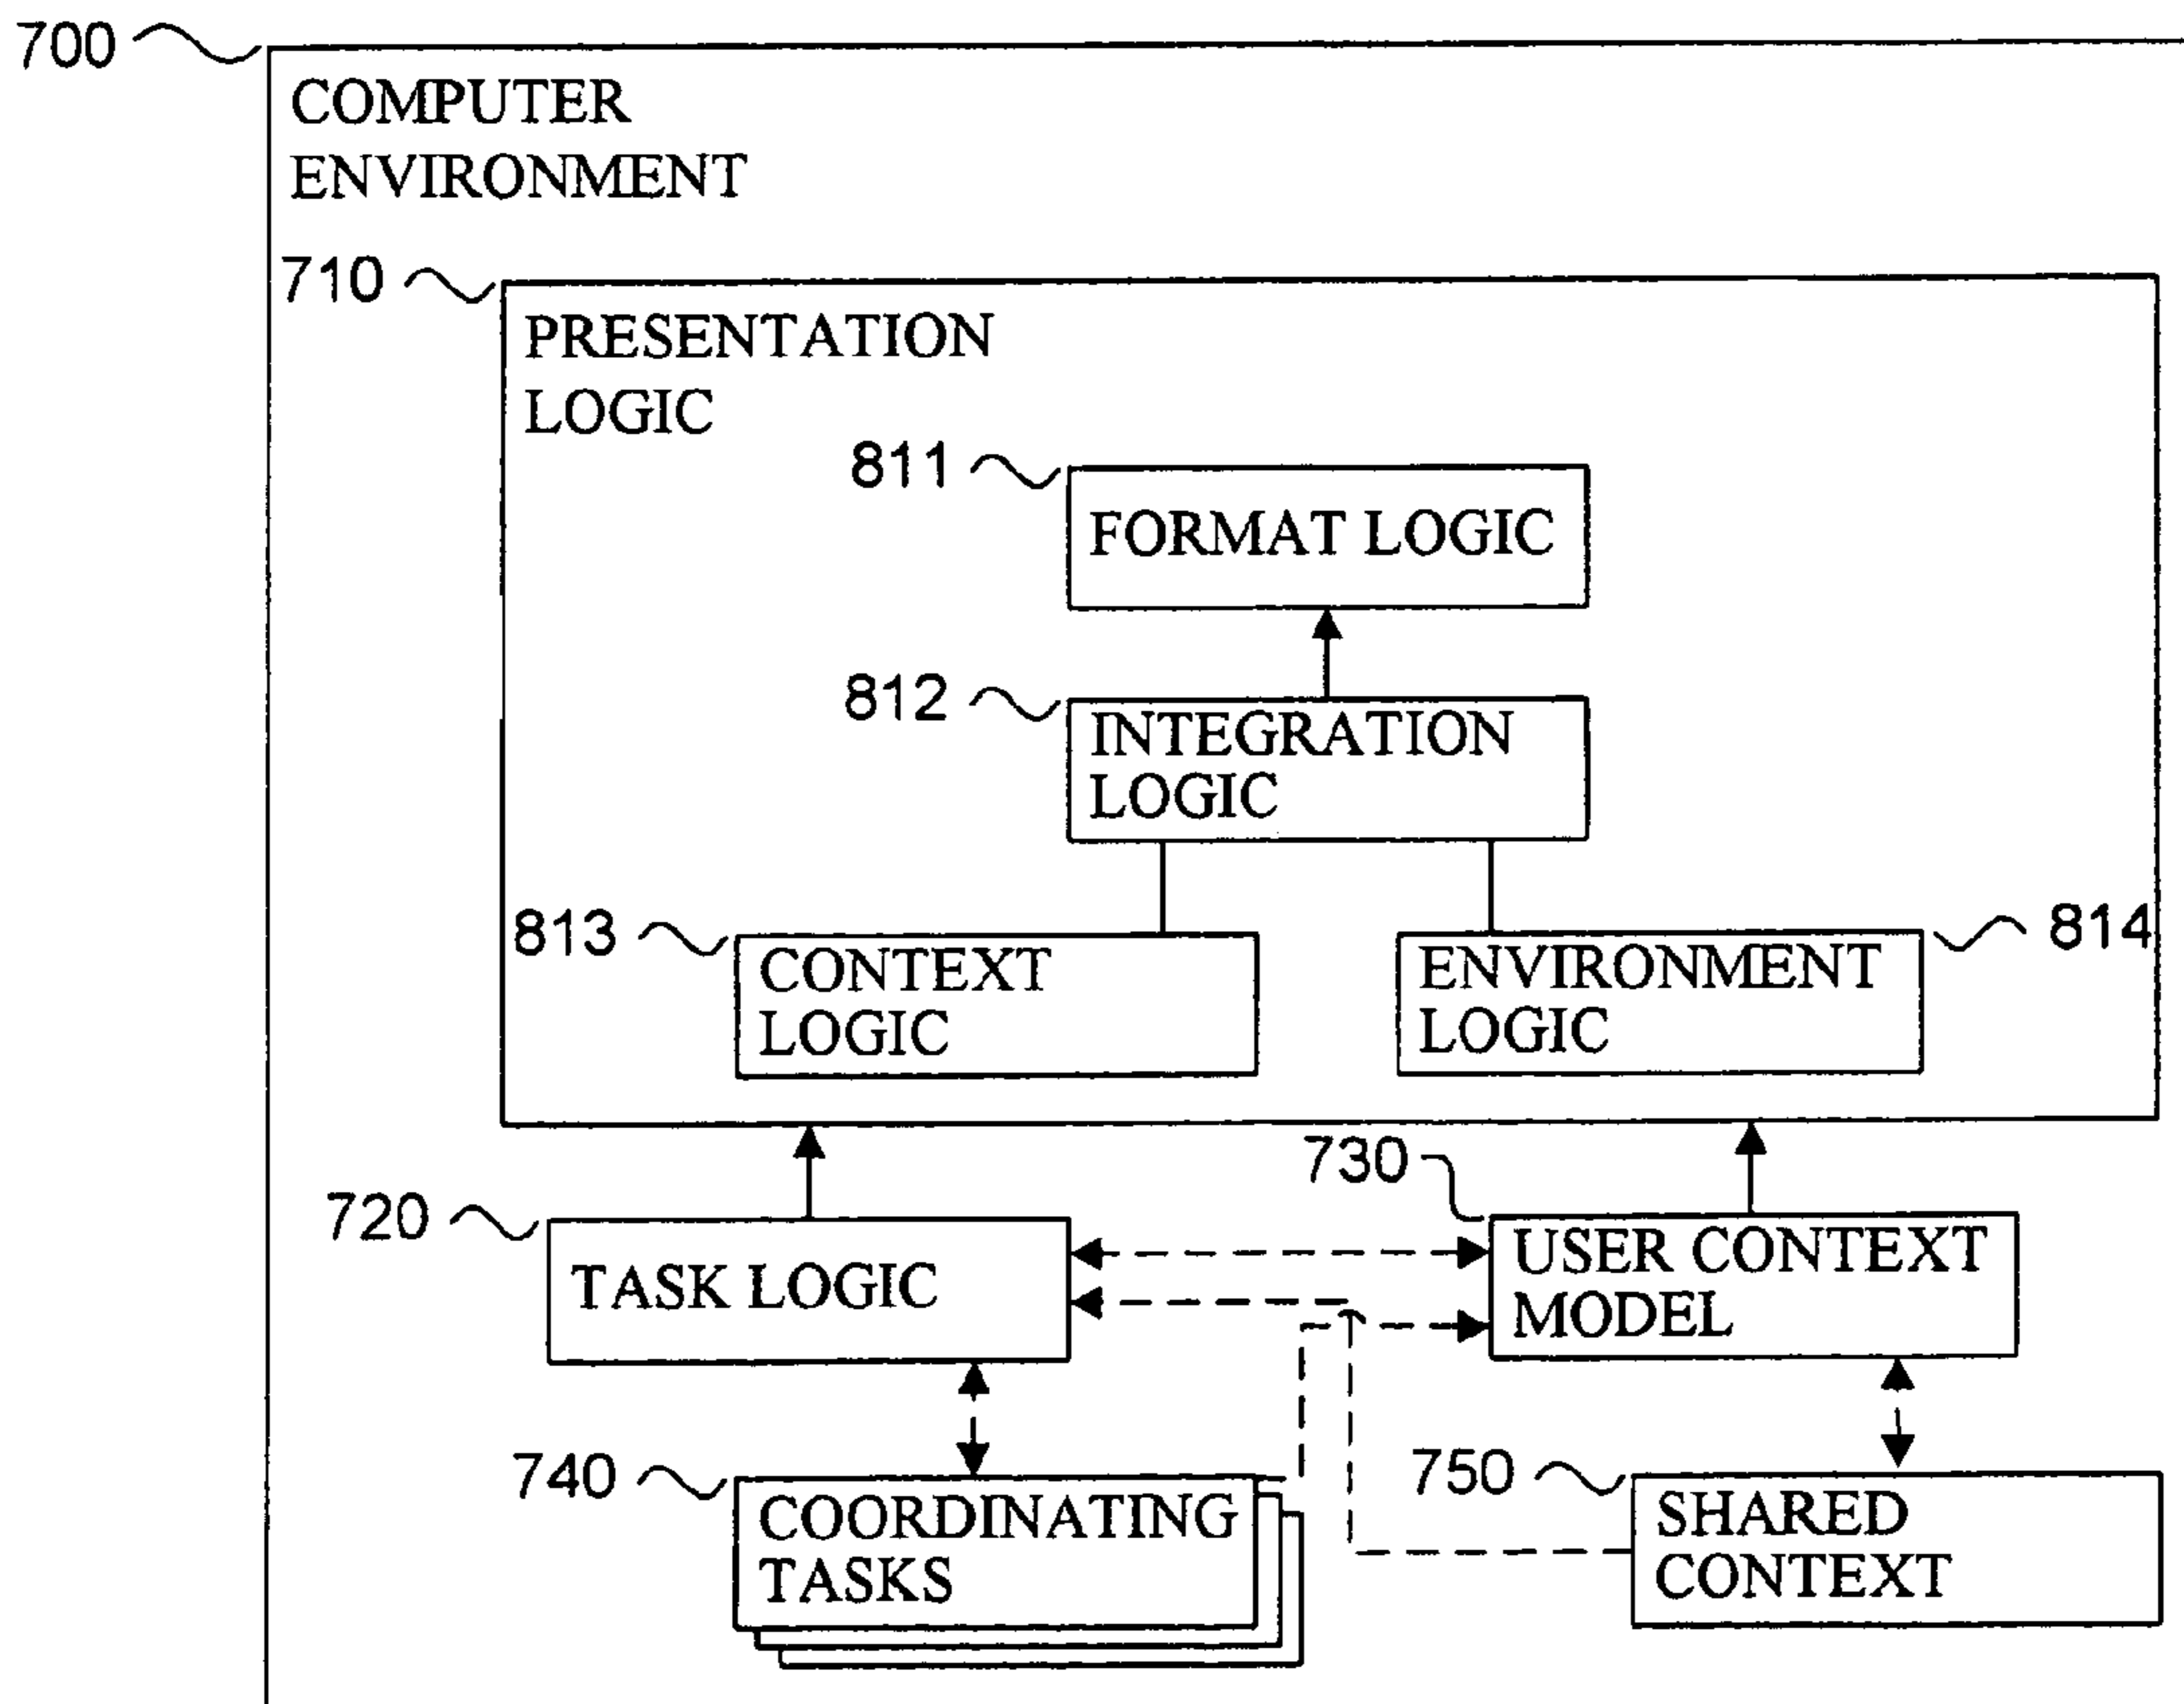 700
COMPUTER
ENVIRONMENT
710
PRESENTATION
LOGIC
811
FORMAT LOGIC
812
INTEGRATION
LOGIC
813
CONTEXT
LOGIC
814
ENVIRONMENT
LOGIC
720
TASK LOGIC
730
USER CONTEXT
MODEL
740
COORDINATING
TASKS
750
SHARED
CONTEXT